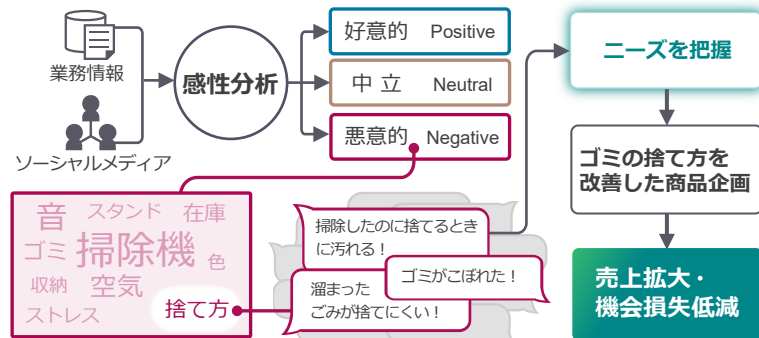 業務情報
ソーシャルメディア
感性分析
好意的 Positive
中立 Neutral
悪意的 Negative
音 スタンド 在庫
ゴミ 掃除機 色
収納 空気
ストレス 捨て方
掃除したのに捨てるとき
に汚れる！
ゴミがこぼれた！
溜まった
ごみが捨てにくい！
ニーズを把握
ゴミの捨て方を
改善した商品企画
売上拡大・
機会損失低減